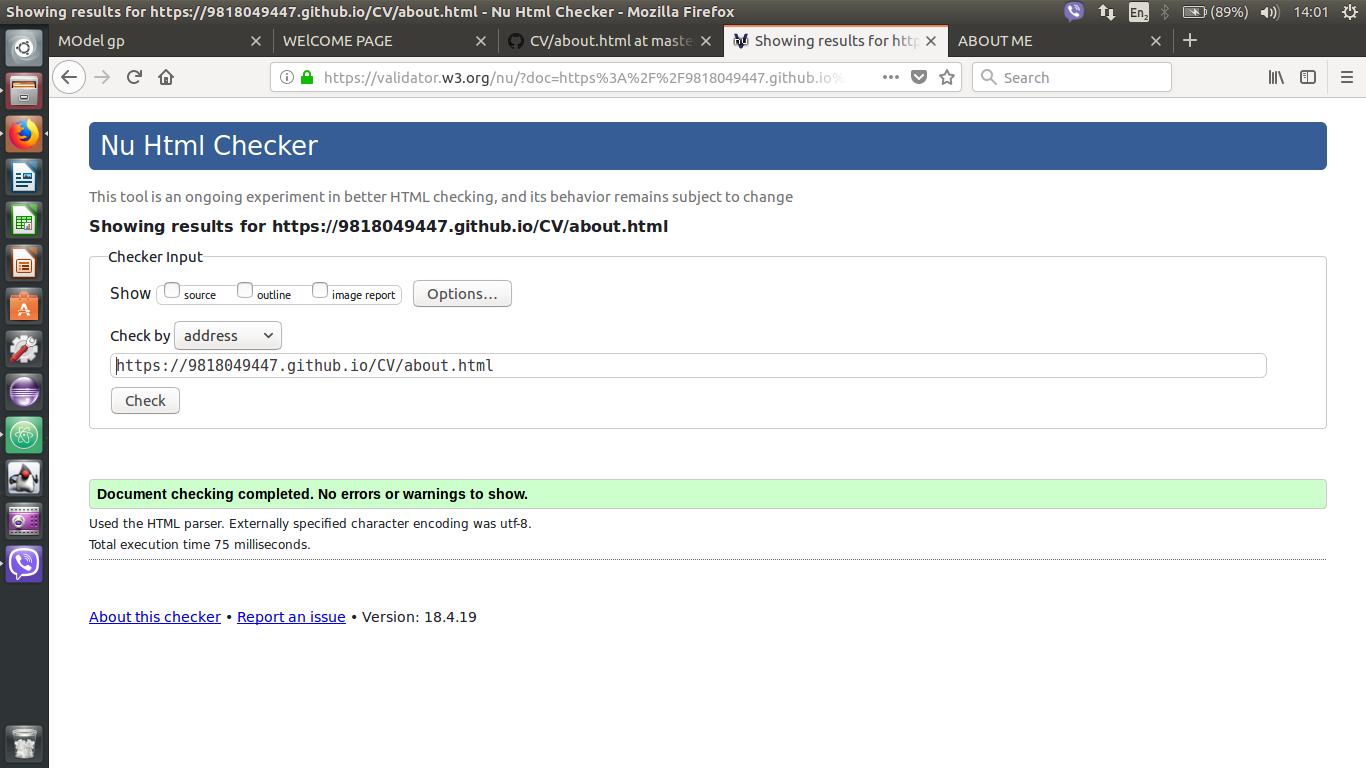 Showing results for https://9818049447.github.io/CV/about.html - Nu Html Checker - Mozilla Firefox
En2 (89%) 14:01
MOdel gp WElCOME PAGE CV/about.html at maste Showing results for http ABOUT ME
https://validator.w3.org/nu/?doc=https%3A%2F%2F9818049447.github.io% Search
Nu Html Checker
This tool is an ongoing experiment in better HTML checking, and its behavior remains subject to change
Showing results for https://9818049447.github.io/CV/about.html
Checker Input
Show source outline image report Options...
Check by address
https://9818049447.github.io/CV/about.html
Check
Document checking completed. No errors or warnings to show.
Used the HTML parser. Externally specified character encoding was utf-8.
Total execution time 75 milliseconds.
About this checker • Report an issue • Version: 18.4.19